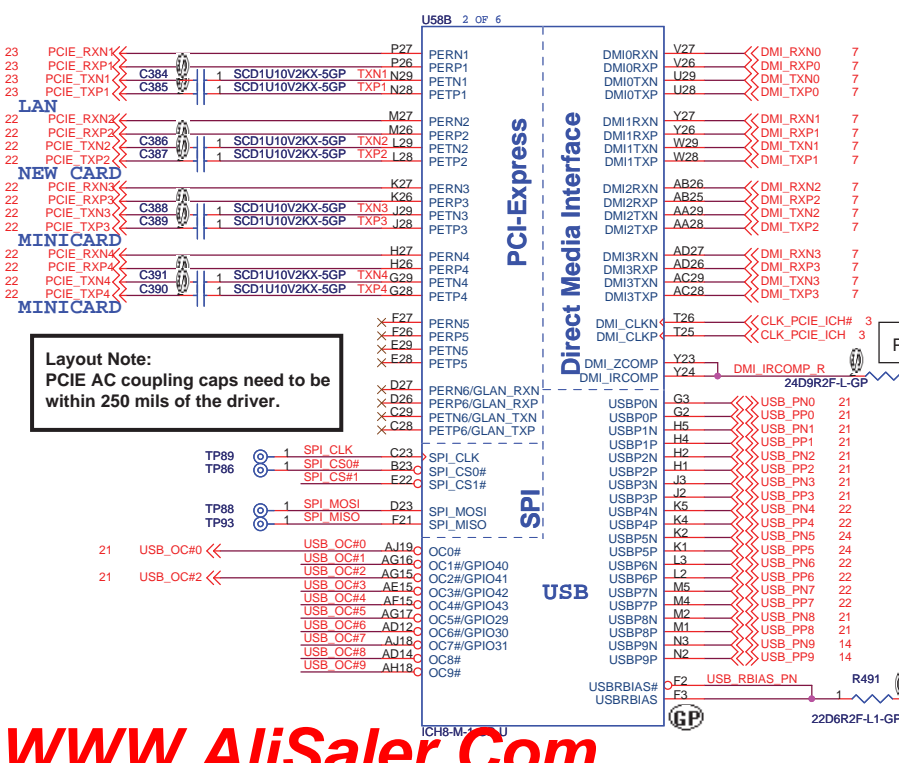 U58B 2 OF 6
23 PCIE_RXN1 P27 PERN1
23 PCIE_RXP1 P26 PERP1
23 PCIE_TXN1 C384 1 SCD1U10V2KX-5GP TXN1 N29 PETN1
23 PCIE_TXP1 C385 1 SCD1U10V2KX-5GP TXP1 N28 PETP1
LAN
22 PCIE_RXN2 M27 PERN2
22 PCIE_RXP2 M26 PERP2
22 PCIE_TXN2 C386 1 SCD1U10V2KX-5GP TXN2 L29 PETN2
22 PCIE_TXP2 C387 1 SCD1U10V2KX-5GP TXP2 L28 PETP2
NEW CARD
22 PCIE_RXN3 K27 PERN3
22 PCIE_RXP3 K26 PERP3
22 PCIE_TXN3 C388 1 SCD1U10V2KX-5GP TXN3 J29 PETN3
22 PCIE_TXP3 C389 1 SCD1U10V2KX-5GP TXP3 J28 PETP3
MINICARD
22 PCIE_RXN4 H27 PERN4
22 PCIE_RXP4 H26 PERP4
22 PCIE_TXN4 C391 1 SCD1U10V2KX-5GP TXN4 G29 PETN4
22 PCIE_TXP4 C390 1 SCD1U10V2KX-5GP TXP4 G28 PETP4
MINICARD
F27 PERN5
F26 PERP5
E29 PETN5
E28 PETP5
Layout Note:
PCIE AC coupling caps need to be
within 250 mils of the driver.
D27 PERN6/GLAN_RXN
D26 PERP6/GLAN_RXP
C29 PETN6/GLAN_TXN
C28 PETP6/GLAN_TXP
TP89 1 SPI_CLK C23 SPI_CLK
TP86 1 SPI_CS0# B23 SPI_CS0#
SPI_CS#1 E22 SPI_CS1#
TP88 1 SPI_MOSI D23 SPI_MOSI
TP93 1 SPI_MISO F21 SPI_MISO
21 USB_OC#0 USB_OC#0 AJ19 OC0#
USB_OC#1 AG16 OC1#/GPIO40
21 USB_OC#2 USB_OC#2 AG15 OC2#/GPIO41
USB_OC#3 AE15 OC3#/GPIO42
USB_OC#4 AF15 OC4#/GPIO43
USB_OC#5 AG17 OC5#/GPIO29
USB_OC#6 AD12 OC6#/GPIO30
USB_OC#7 AJ18 OC7#/GPIO31
USB_OC#8 AD14 OC8#
USB_OC#9 AH18 OC9#
PCI-Express
Direct Media Interface
SPI
USB
DMI0RXN V27 DMI_RXN0 7
DMI0RXP V26 DMI_RXP0 7
DMI0TXN U29 DMI_TXN0 7
DMI0TXP U28 DMI_TXP0 7
DMI1RXN Y27 DMI_RXN1 7
DMI1RXP Y26 DMI_RXP1 7
DMI1TXN W29 DMI_TXN1 7
DMI1TXP W28 DMI_TXP1 7
DMI2RXN AB26 DMI_RXN2 7
DMI2RXP AB25 DMI_RXP2 7
DMI2TXN AA29 DMI_TXN2 7
DMI2TXP AA28 DMI_TXP2 7
DMI3RXN AD27 DMI_RXN3 7
DMI3RXP AD26 DMI_RXP3 7
DMI3TXN AC29 DMI_TXN3 7
DMI3TXP AC28 DMI_TXP3 7
DMI_CLKN T26 CLK_PCIE_ICH# 3
DMI_CLKP T25 CLK_PCIE_ICH 3
DMI_ZCOMP Y23
DMI_IRCOMP Y24 DMI_IRCOMP_R
24D9R2F-L-GP
USBP0N G3 USB_PN0 21
USBP0P G2 USB_PP0 21
USBP1N H5 USB_PN1 21
USBP1P H4 USB_PP1 21
USBP2N H2 USB_PN2 21
USBP2P H1 USB_PP2 21
USBP3N J3 USB_PN3 21
USBP3P J2 USB_PP3 21
USBP4N K5 USB_PN4 22
USBP4P K4 USB_PP4 22
USBP5N K2 USB_PN5 24
USBP5P K1 USB_PP5 24
USBP6N L3 USB_PN6 22
USBP6P L2 USB_PP6 22
USBP7N M5 USB_PN7 22
USBP7P M4 USB_PP7 22
USBP8N M2 USB_PN8 21
USBP8P M1 USB_PP8 21
USBP9N N3 USB_PN9 14
USBP9P N2 USB_PP9 14
USBRBIAS# F2 USB_RBIAS_PN R491
USBRBIAS F3 1
22D6R2F-L1-GP
GP
WWW.AliSaler.Com